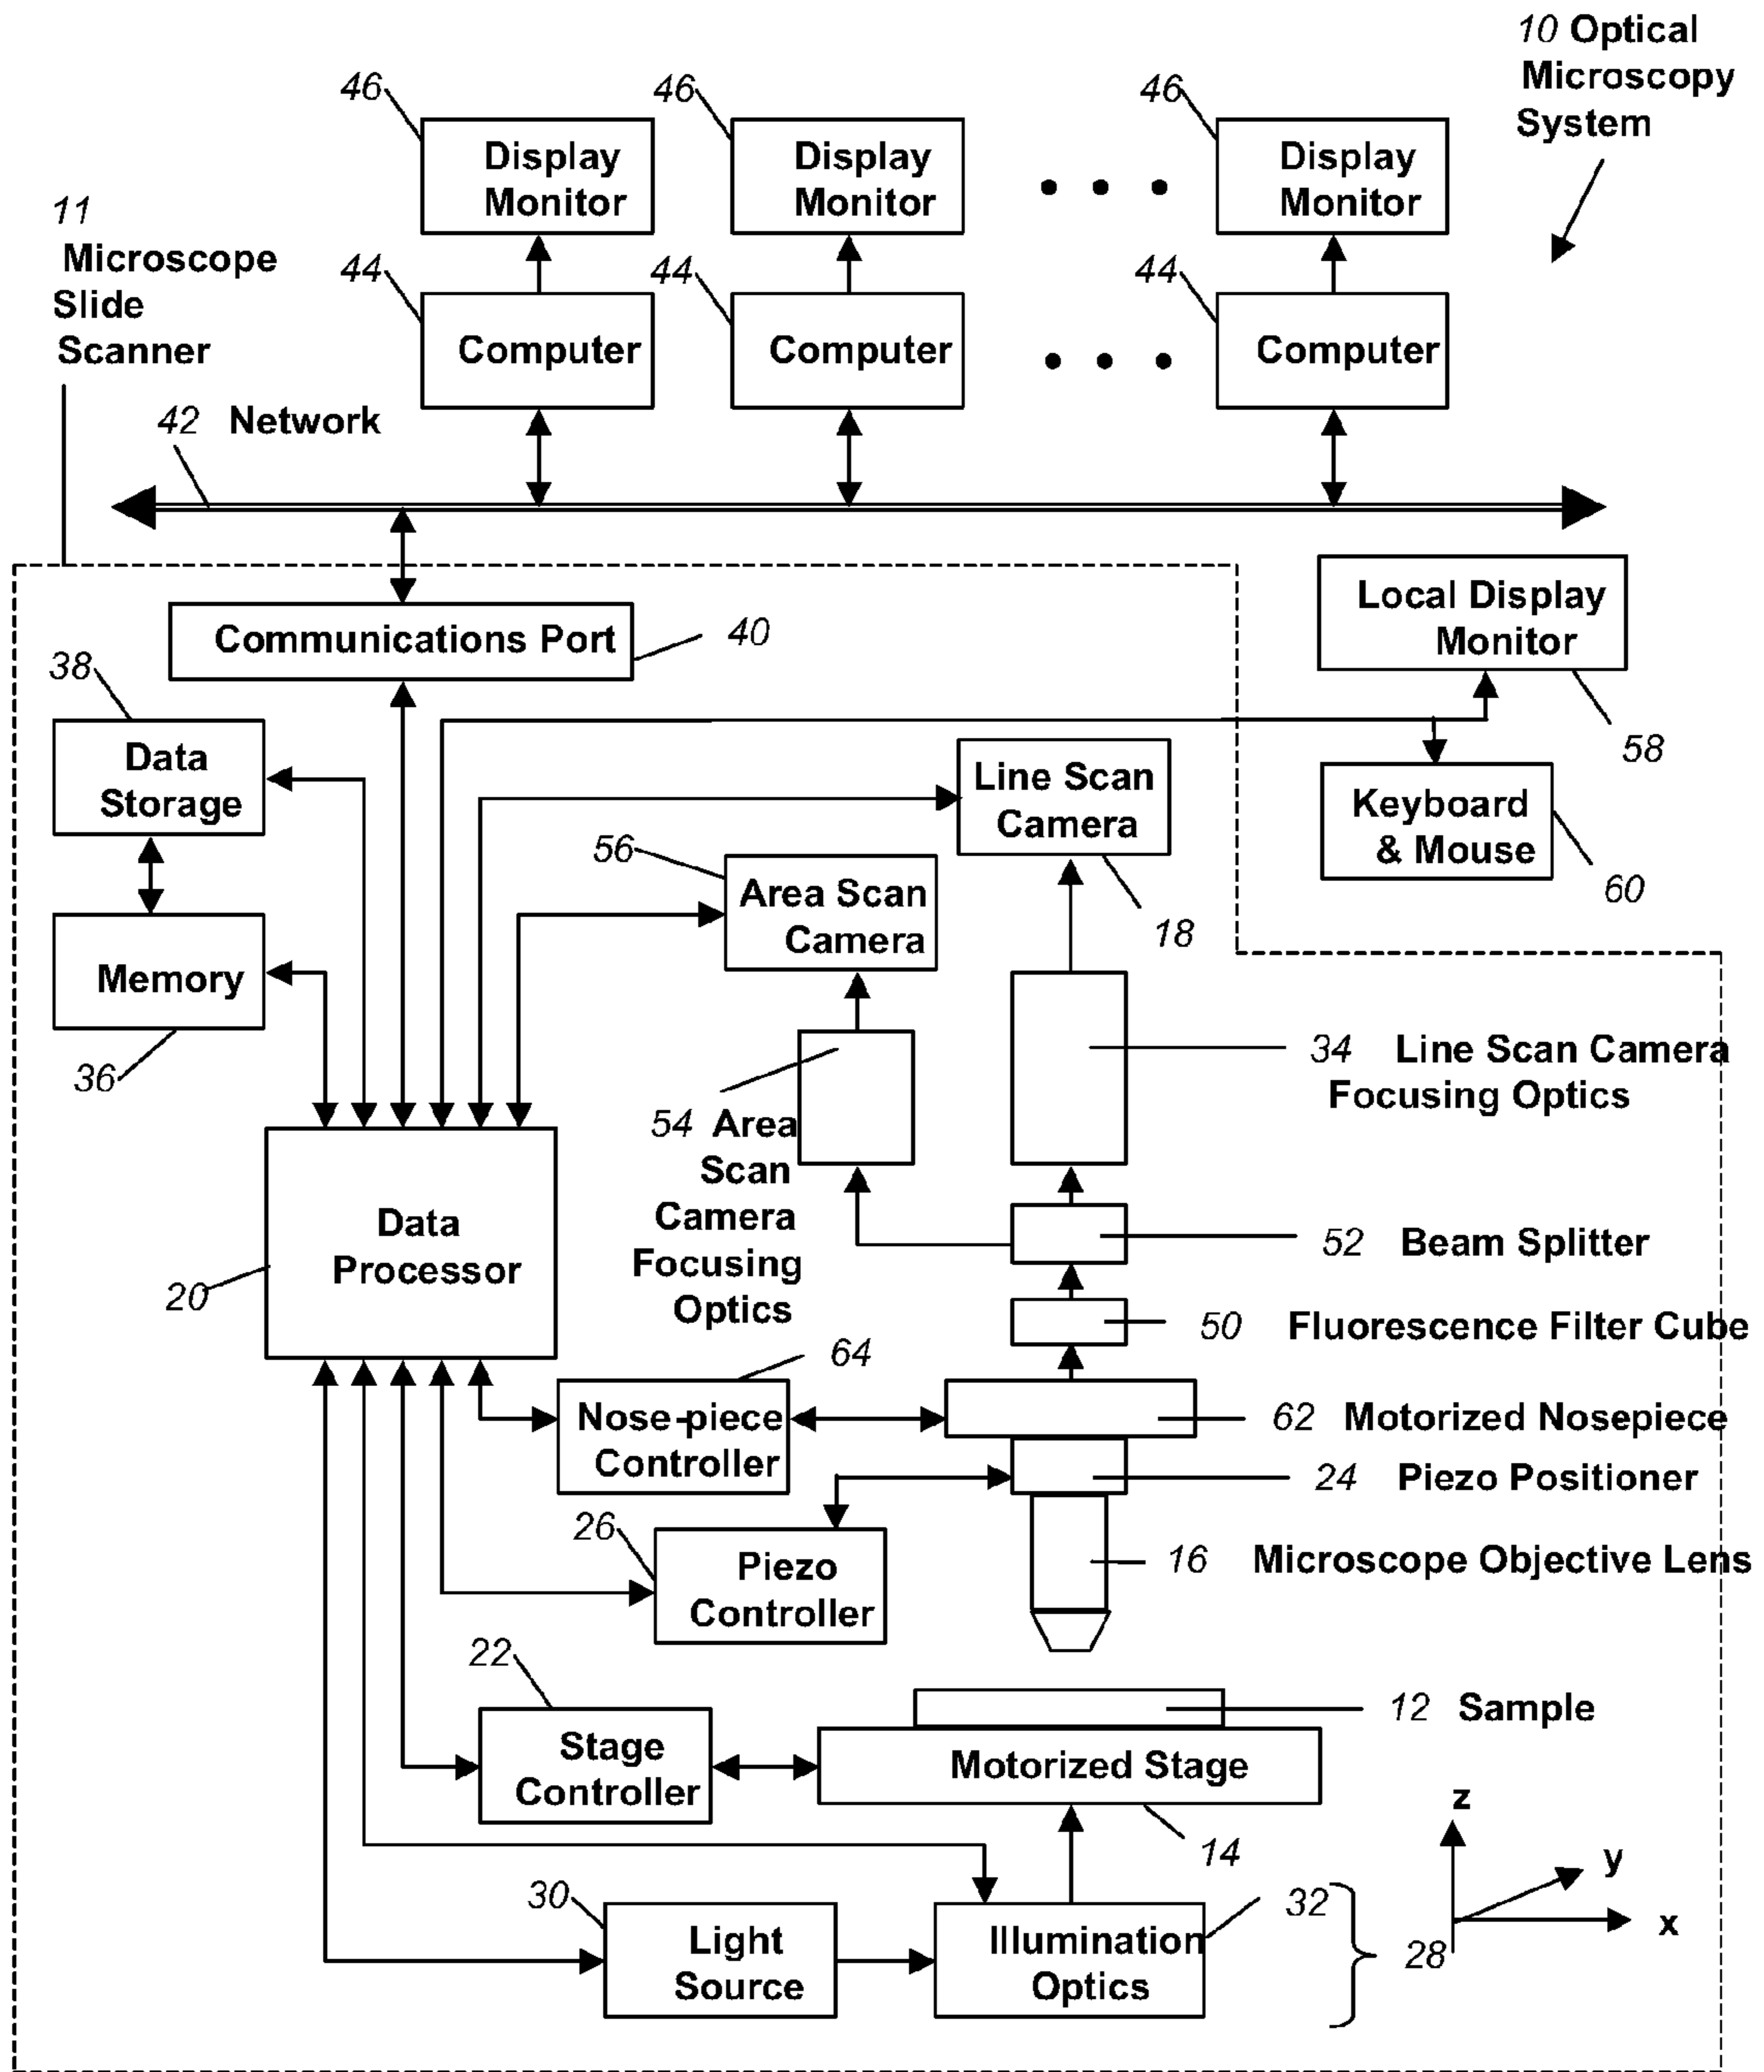 10 Optical
Microscopy
System
46
46
46
Display
Monitor
Display
Monitor
Display
Monitor
11
Microscope
Slide
Scanner
44
44
44
Computer
Computer
Computer
42 Network
Local Display
Monitor
58
Communications Port
40
38
Data
Storage
Line Scan
Camera
18
Keyboard
& Mouse
60
56
Area Scan
Camera
Memory
36
34 Line Scan Camera
Focusing Optics
54 Area
Scan
Camera
Focusing
Optics
Data
Processor
20
52 Beam Splitter
50 Fluorescence Filter Cube
64
Nose-piece
Controller
62 Motorized Nosepiece
24 Piezo Positioner
26
Piezo
Controller
16 Microscope Objective Lens
22
Stage
Controller
12 Sample
Motorized Stage
14
z
y
x
30
Light
Source
Illumination
Optics
32
28